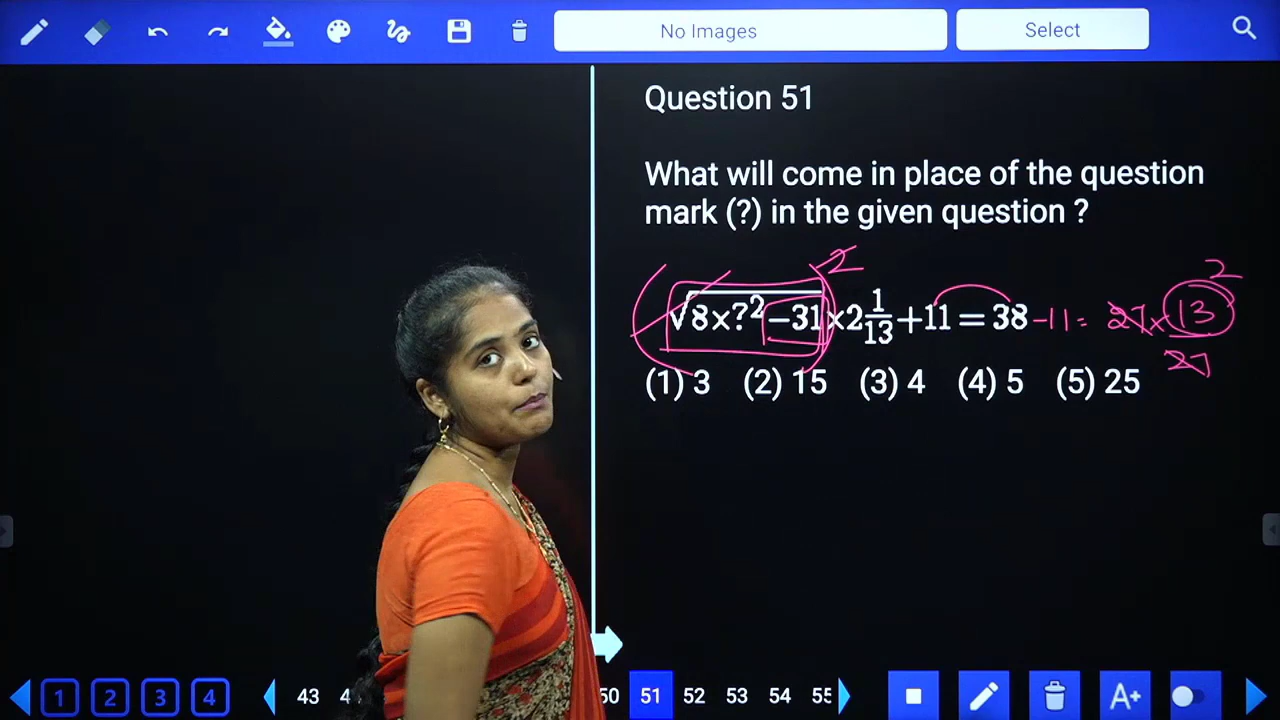 No Images
Select
Question 51
What will come in place of the question
mark (?) in the given question ?
2 2
√8×?²−31 ×2 1/13 +11 = 38 -11 = 27 × 13
27
(1) 3 (2) 15 (3) 4 (4) 5 (5) 25
1 2 3 4 43 4 50 51 52 53 54 55 A+